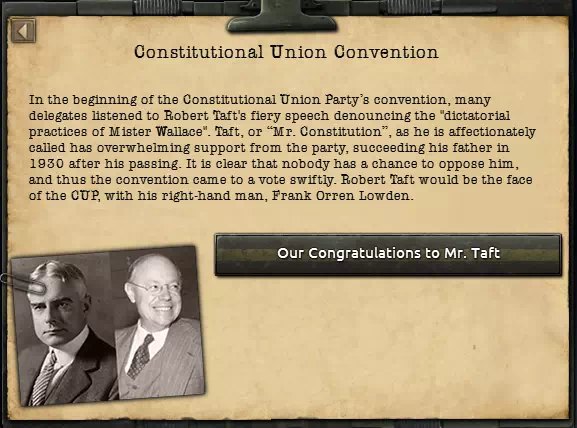 Constitutional Union Convention
In the beginning of the Constitutional Union Party's convention, many
delegates listened to Robert Taft's fiery speech denouncing the "dictatorial
practices of Mister Wallace". Taft, or “Mr. Constitution”, as he is affectionately
called has overwhelming support from the party, succeeding his father in
1930 after his passing. It is clear that nobody has a chance to oppose him,
and thus the convention came to a vote swiftly. Robert Taft would be the face
of the CUP, with his right-hand man, Frank Orren Lowden.
Our Congratulations to Mr. Taft